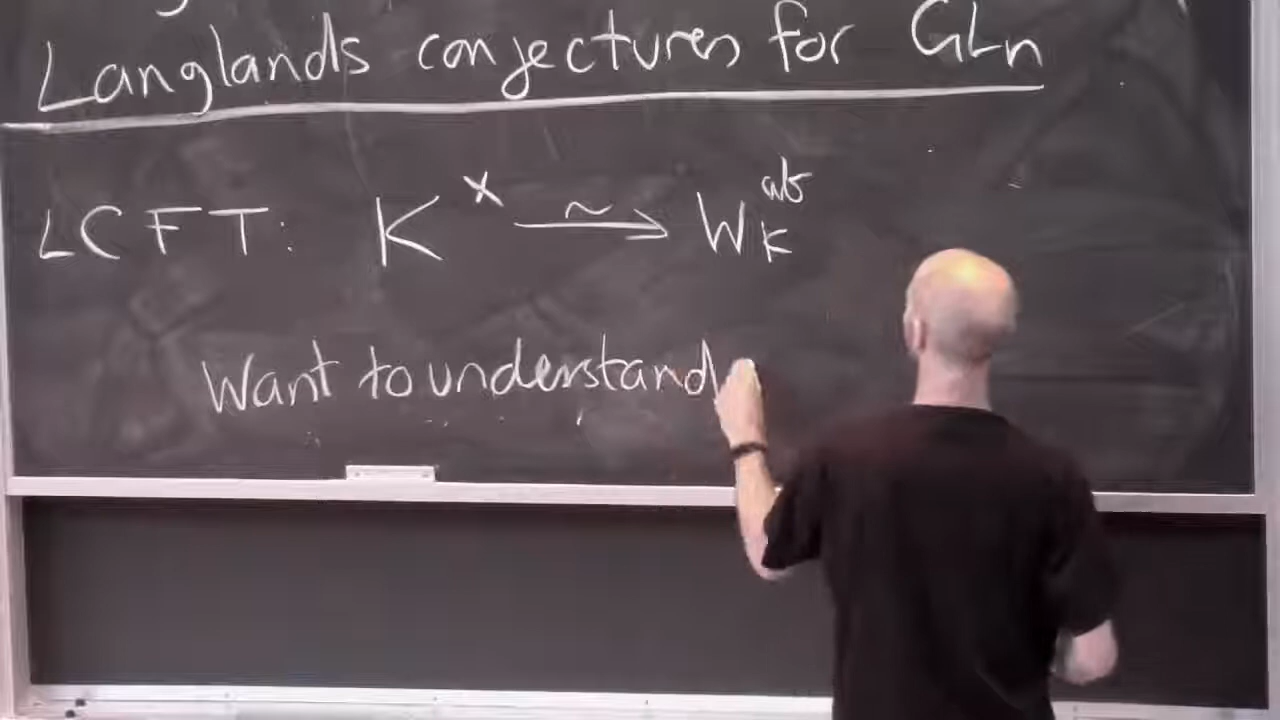 Langlands conjectures for GLn
LCFT: K^× ⥲ W_K^ab
Want to understand